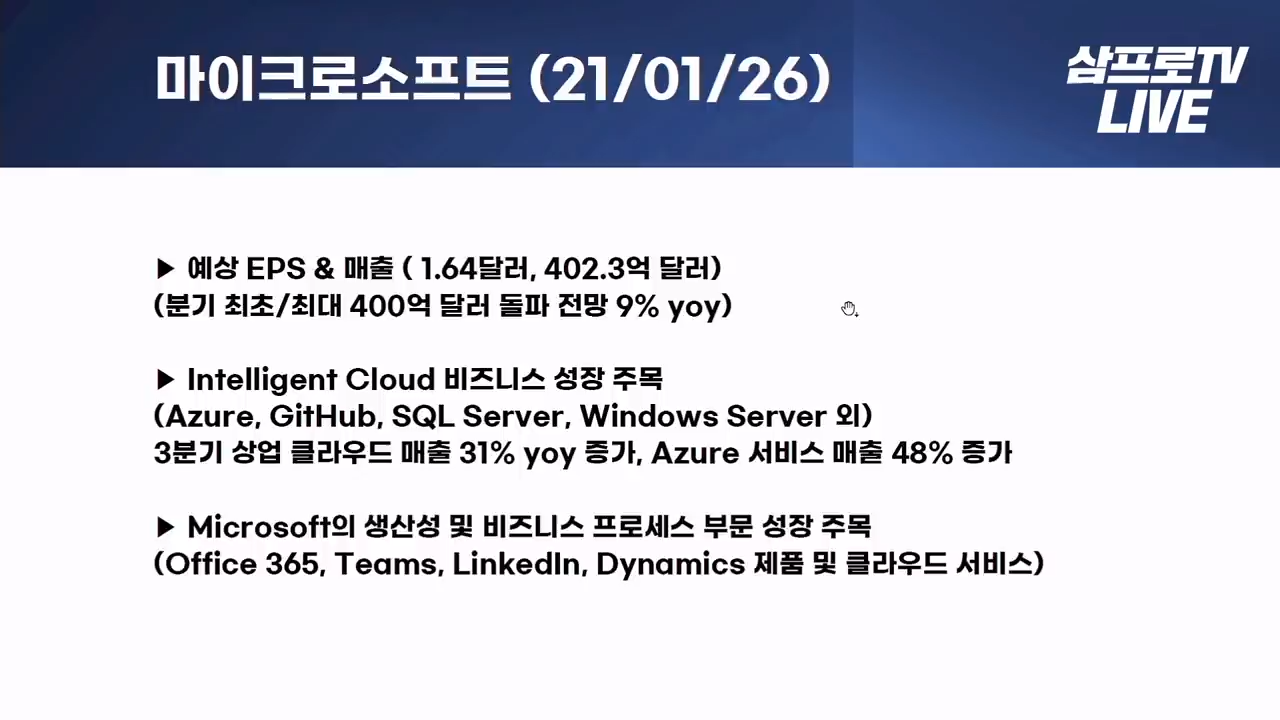 마이크로소프트 (21/01/26)
삼프로TV
LIVE
▶ 예상 EPS & 매출 ( 1.64달러, 402.3억 달러)
(분기 최초/최대 400억 달러 돌파 전망 9% yoy)
▶ Intelligent Cloud 비즈니스 성장 주목
(Azure, GitHub, SQL Server, Windows Server 외)
3분기 상업 클라우드 매출 31% yoy 증가, Azure 서비스 매출 48% 증가
▶ Microsoft의 생산성 및 비즈니스 프로세스 부문 성장 주목
(Office 365, Teams, LinkedIn, Dynamics 제품 및 클라우드 서비스)